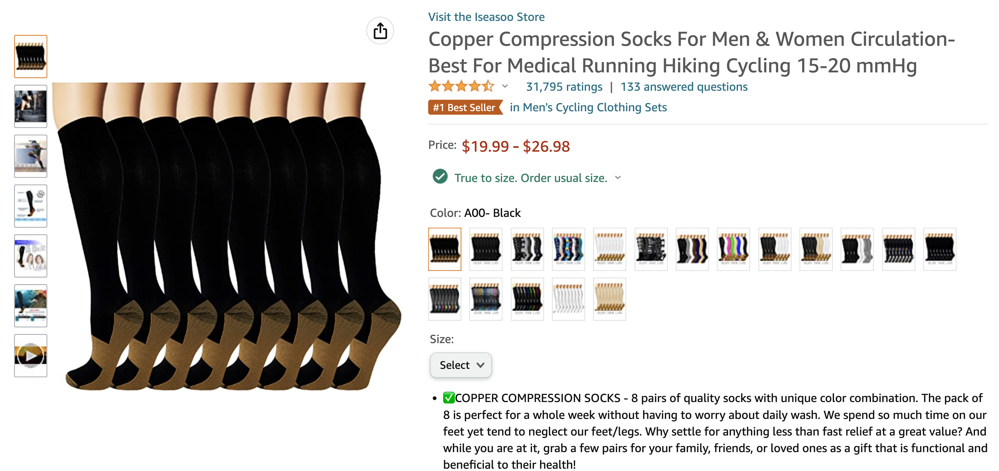 Visit the Iseasoo Store
Copper Compression Socks For Men & Women Circulation-
Best For Medical Running Hiking Cycling 15-20 mmHg
31,795 ratings | 133 answered questions
#1 Best Seller in Men's Cycling Clothing Sets
Price: $19.99 - $26.98
True to size. Order usual size.
Color: A00- Black
Size:
Select
• ✅COPPER COMPRESSION SOCKS - 8 pairs of quality socks with unique color combination. The pack of
8 is perfect for a whole week without having to worry about daily wash. We spend so much time on our
feet yet tend to neglect our feet/legs. Why settle for anything less than fast relief at a great value? And
while you are at it, grab a few pairs for your family, friends, or loved ones as a gift that is functional and
beneficial to their health!